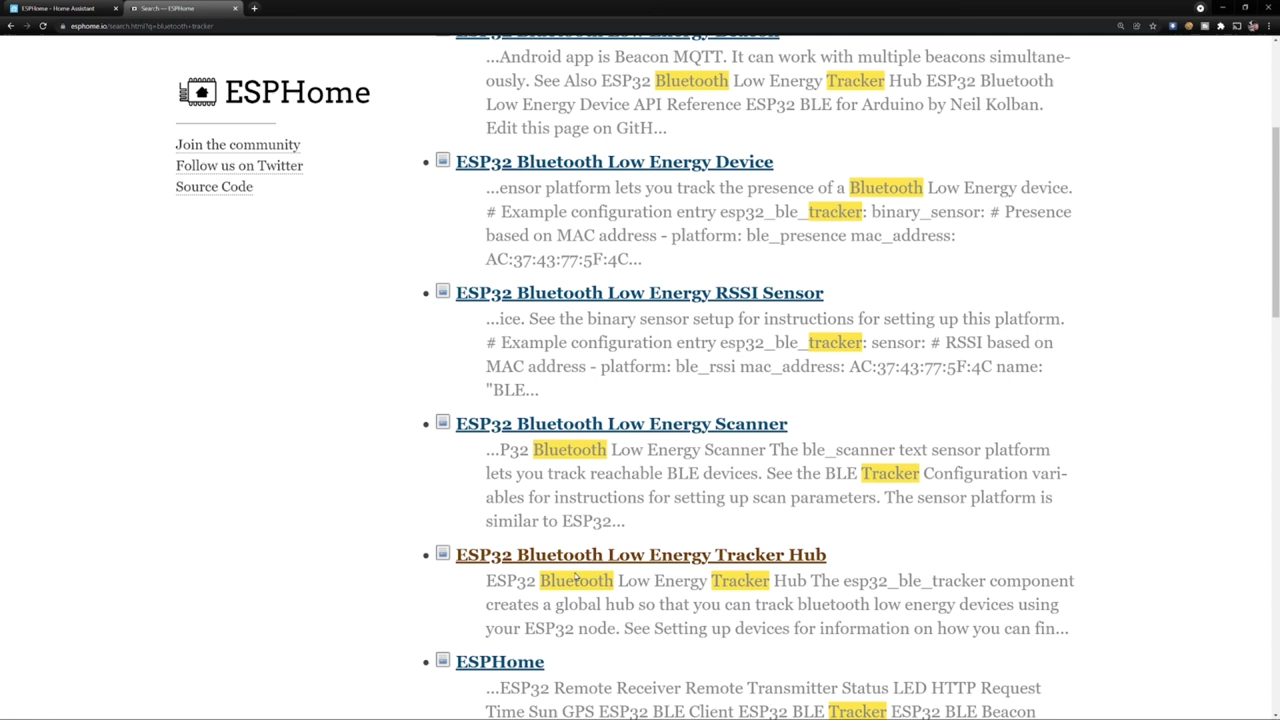 ESPHome - Home Assistant
Search — ESPHome
esphome.io/search.html?q=bluetooth+tracker
...Android app is Beacon MQTT. It can work with multiple beacons simultane-
ously. See Also ESP32 Bluetooth Low Energy Tracker Hub ESP32 Bluetooth
Low Energy Device API Reference ESP32 BLE for Arduino by Neil Kolban.
Edit this page on GitH...
ESPHome
Join the community
Follow us on Twitter
Source Code
ESP32 Bluetooth Low Energy Device
...ensor platform lets you track the presence of a Bluetooth Low Energy device.
# Example configuration entry esp32_ble_tracker: binary_sensor: # Presence
based on MAC address - platform: ble_presence mac_address:
AC:37:43:77:5F:4C...
ESP32 Bluetooth Low Energy RSSI Sensor
...ice. See the binary sensor setup for instructions for setting up this platform.
# Example configuration entry esp32_ble_tracker: sensor: # RSSI based on
MAC address - platform: ble_rssi mac_address: AC:37:43:77:5F:4C name:
"BLE...
ESP32 Bluetooth Low Energy Scanner
...P32 Bluetooth Low Energy Scanner The ble_scanner text sensor platform
lets you track reachable BLE devices. See the BLE Tracker Configuration vari-
ables for instructions for setting up scan parameters. The sensor platform is
similar to ESP32...
ESP32 Bluetooth Low Energy Tracker Hub
ESP32 Bluetooth Low Energy Tracker Hub The esp32_ble_tracker component
creates a global hub so that you can track bluetooth low energy devices using
your ESP32 node. See Setting up devices for information on how you can fin...
ESPHome
...ESP32 Remote Receiver Remote Transmitter Status LED HTTP Request
Time Sun GPS ESP32 BLE Client ESP32 BLE Tracker ESP32 BLE Beacon